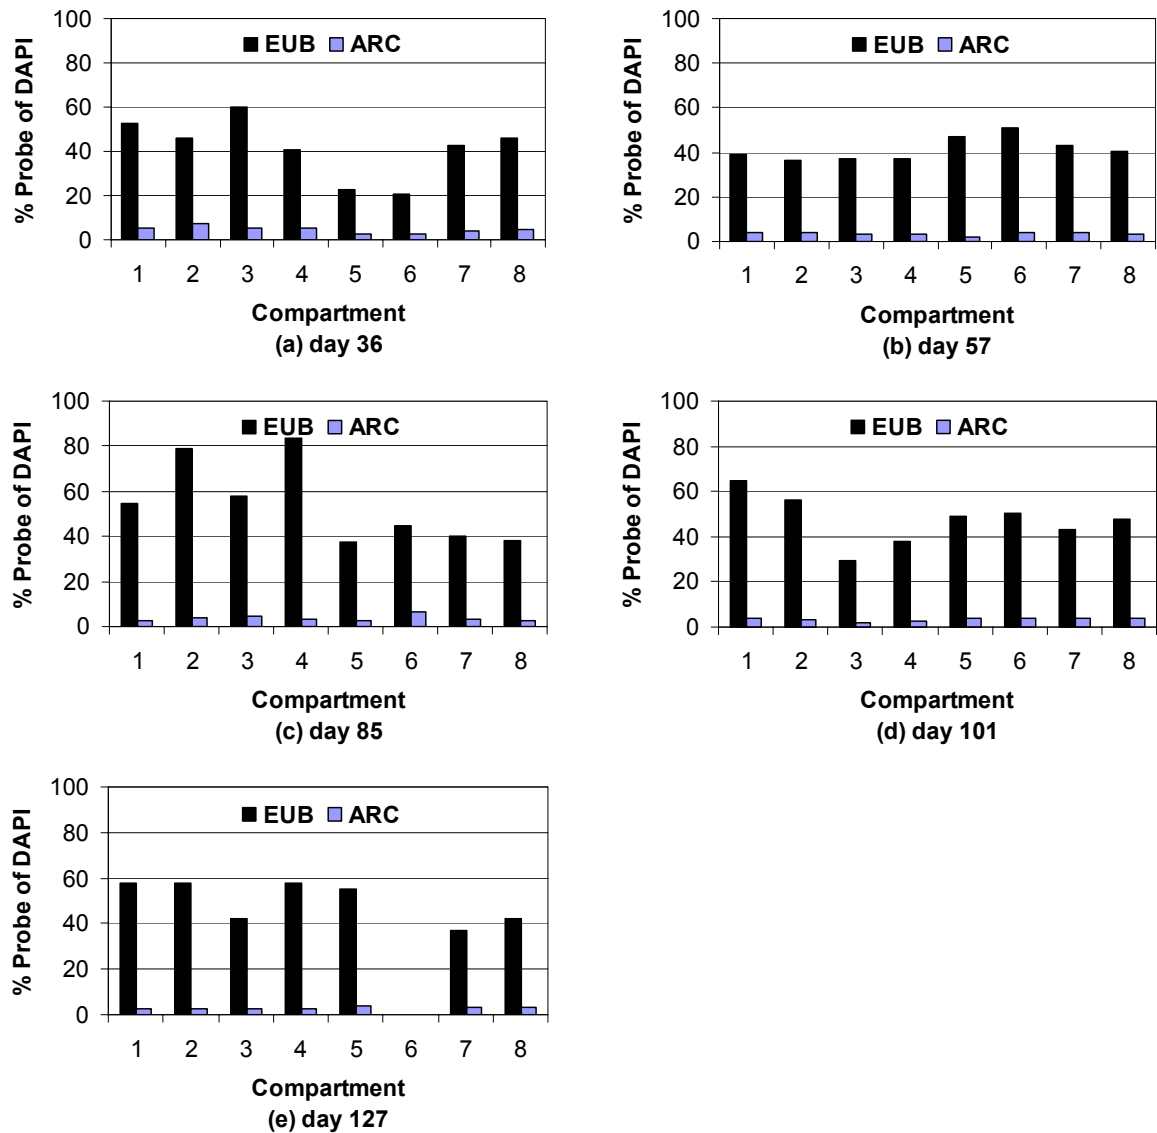 % Probe of DAPI
100
80
60
40
20
0
EUB ARC
1 2 3 4 5 6 7 8
Compartment
(a) day 36
% Probe of DAPI
100
80
60
40
20
0
EUB ARC
1 2 3 4 5 6 7 8
Compartment
(b) day 57
% Probe of DAPI
100
80
60
40
20
0
EUB ARC
1 2 3 4 5 6 7 8
Compartment
(c) day 85
% Probe of DAPI
100
80
60
40
20
0
EUB ARC
1 2 3 4 5 6 7 8
Compartment
(d) day 101
% Probe of DAPI
100
80
60
40
20
0
EUB ARC
1 2 3 4 5 6 7 8
Compartment
(e) day 127